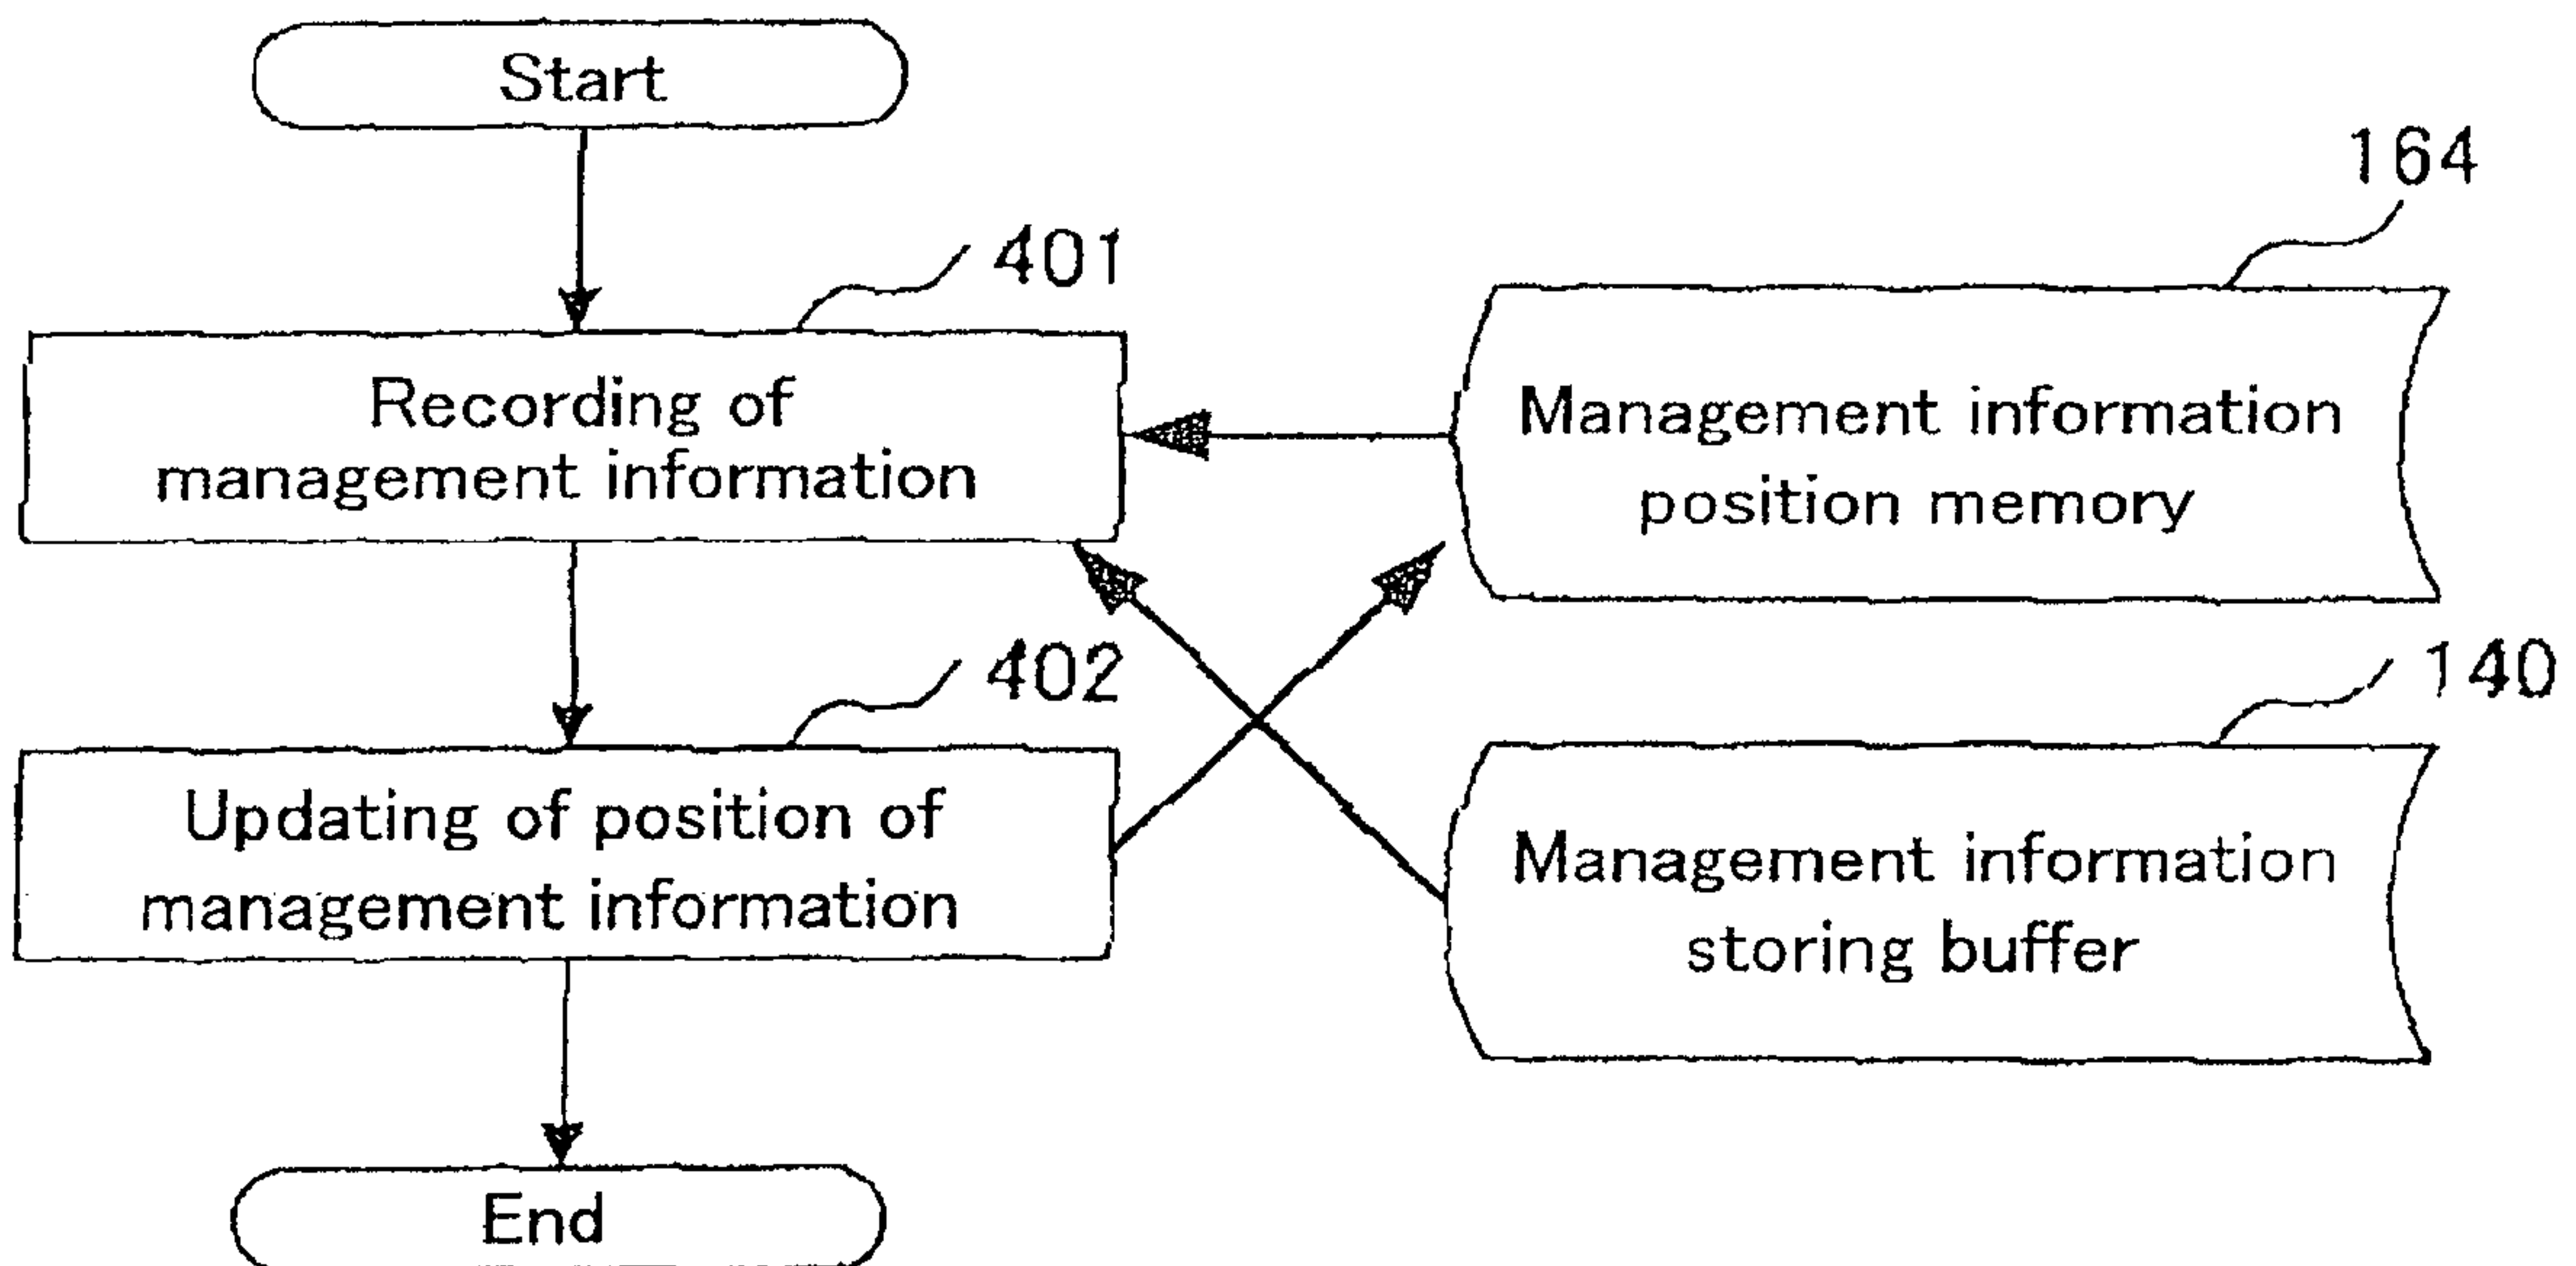 Start
164
401
Recording of
management information
Management information
position memory
402
140
Updating of position of
management information
Management information
storing buffer
End